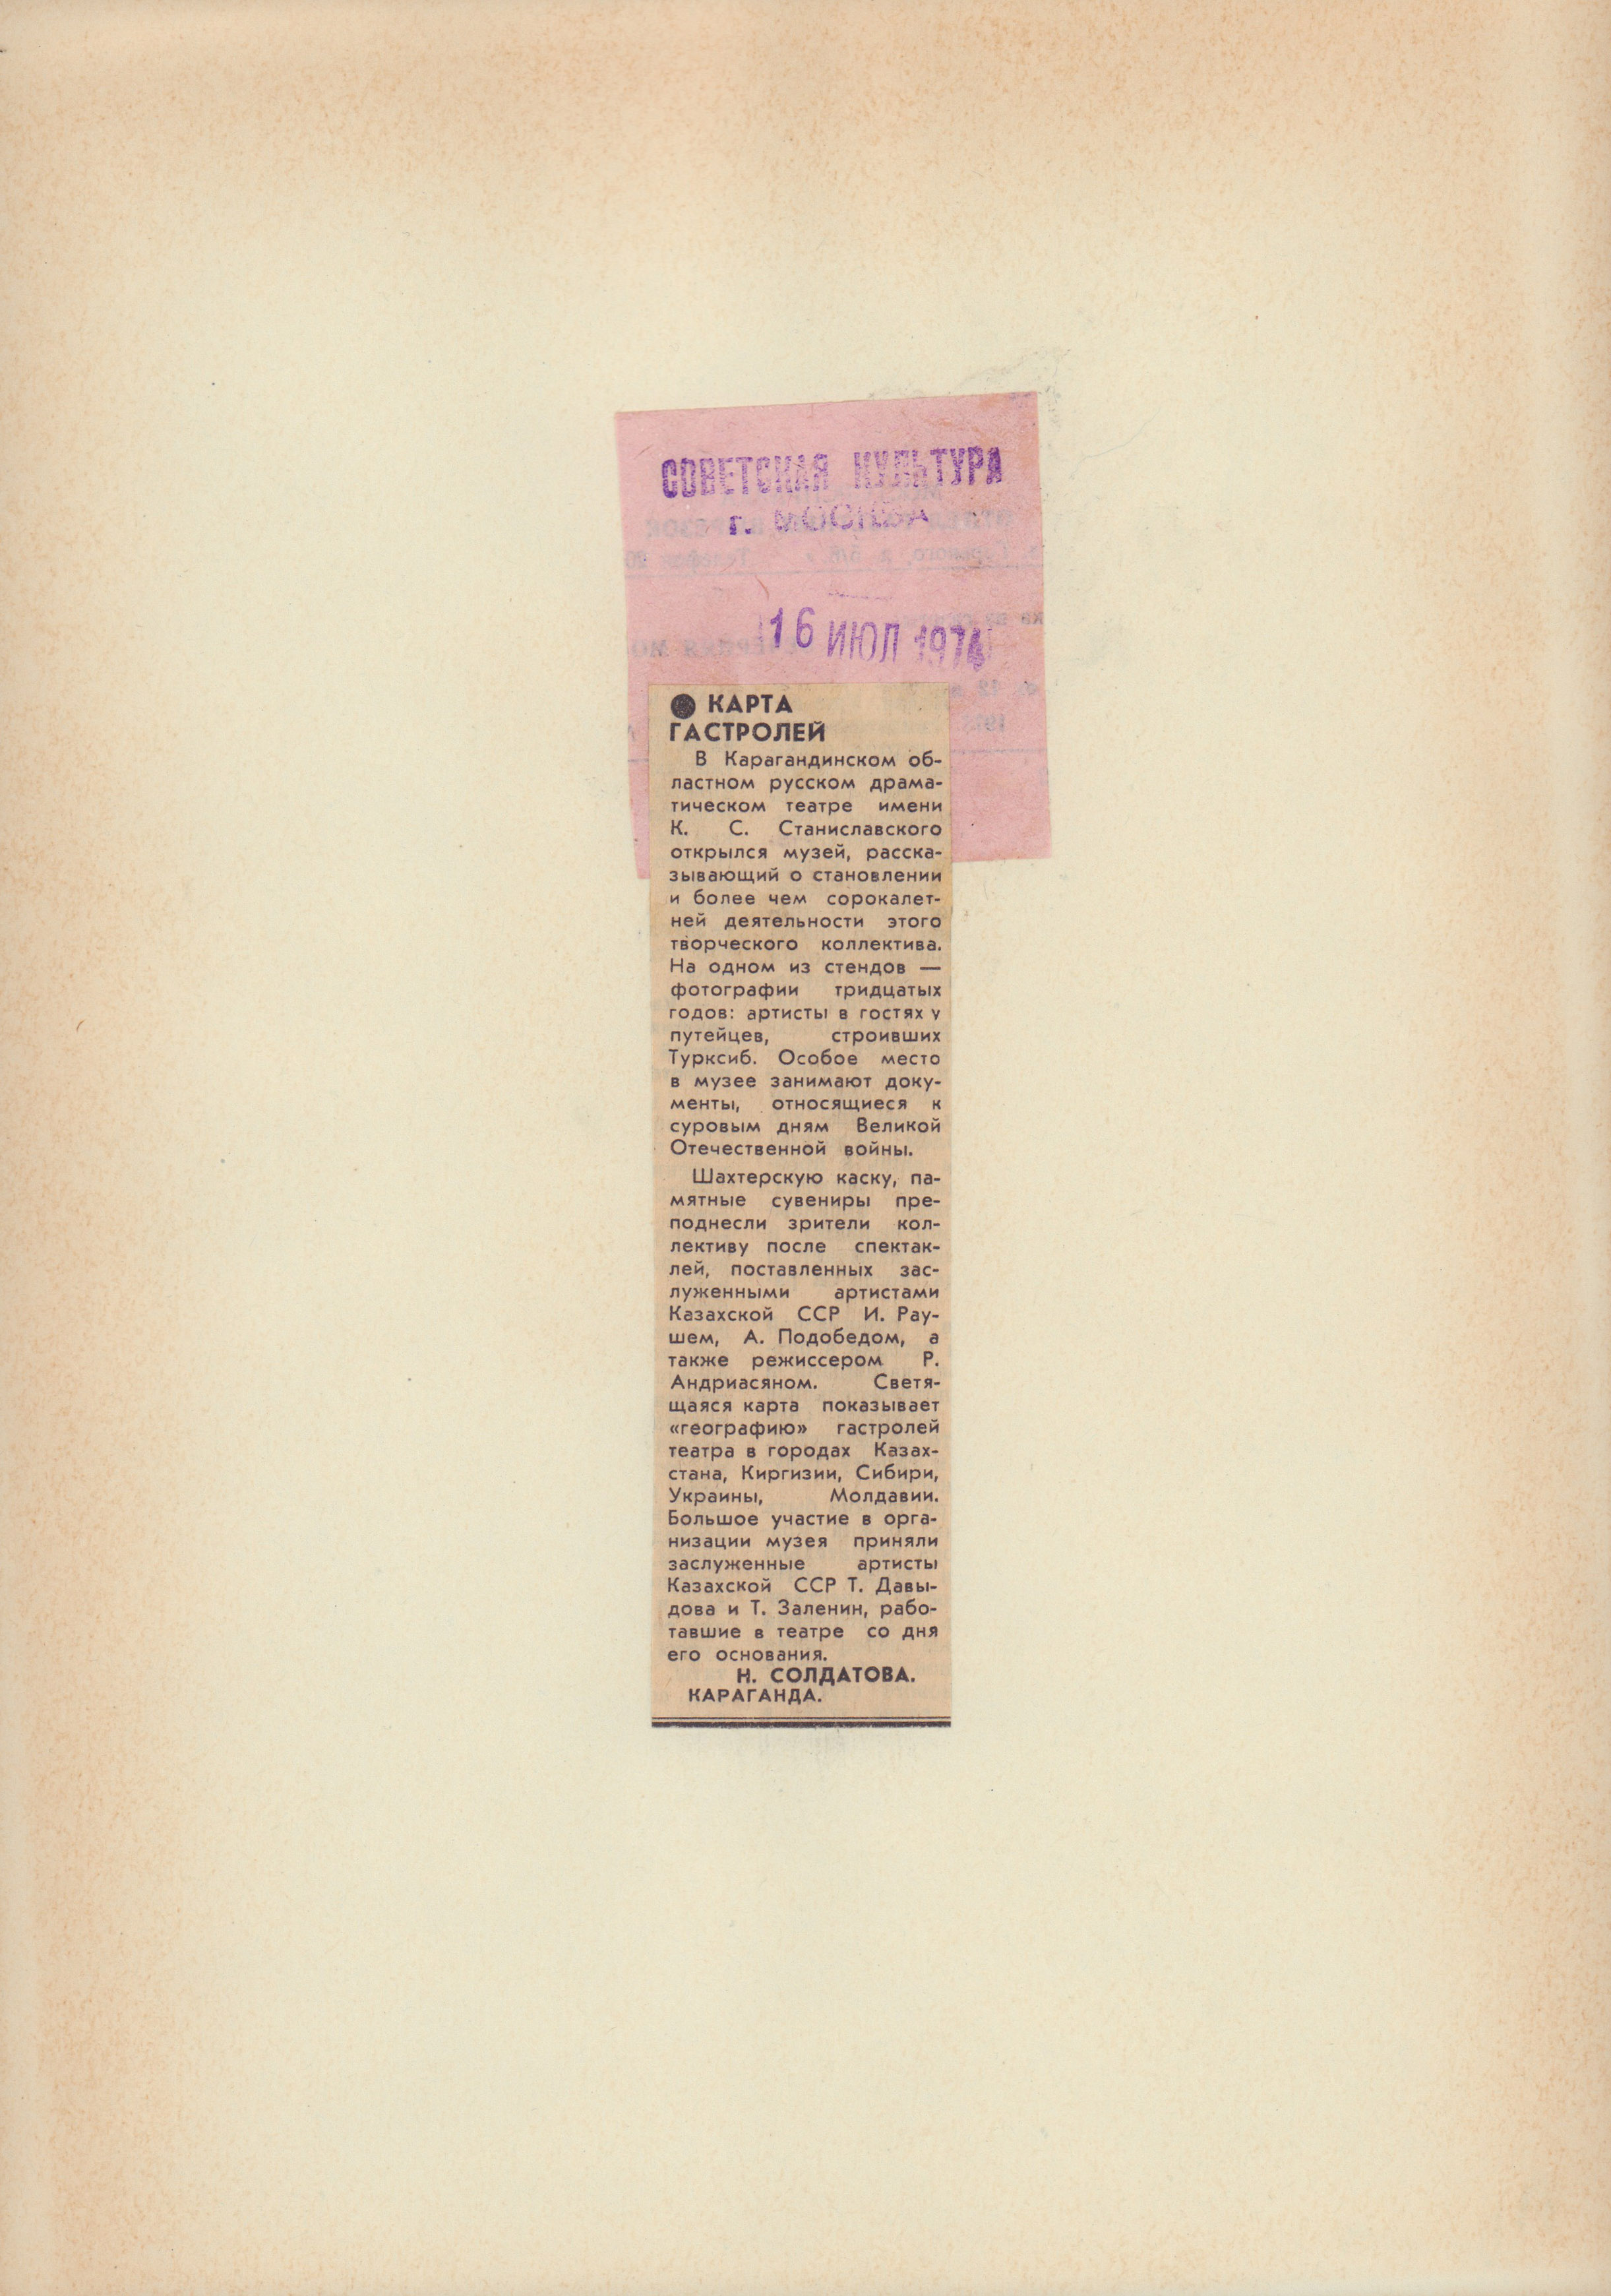 СОВЕТСКАЯ КУЛЬТУРА
г. МОСКВА
16 ИЮЛ 1974
● КАРТА
ГАСТРОЛЕЙ
В Карагандинском об-
ластном русском драма-
тическом театре имени
К. С. Станиславского
открылся музей, расска-
зывающий о становлении
и более чем сорокалет-
ней деятельности этого
творческого коллектива.
На одном из стендов —
фотографии тридцатых
годов: артисты в гостях у
путейцев, строивших
Турксиб. Особое место
в музее занимают доку-
менты, относящиеся к
суровым дням Великой
Отечественной войны.
Шахтерскую каску, па-
мятные сувениры пре-
поднесли зрители кол-
лективу после спектак-
лей, поставленных зас-
луженными артистами
Казахской ССР И. Рау-
шем, А. Подобедом, а
также режиссером Р.
Андриасяном. Светя-
щаяся карта показывает
«географию» гастролей
театра в городах Казах-
стана, Киргизии, Сибири,
Украины, Молдавии.
Большое участие в орга-
низации музея приняли
заслуженные артисты
Казахской ССР Т. Давы-
дова и Т. Заленин, рабо-
тавшие в театре со дня
его основания.
Н. СОЛДАТОВА.
КАРАГАНДА.